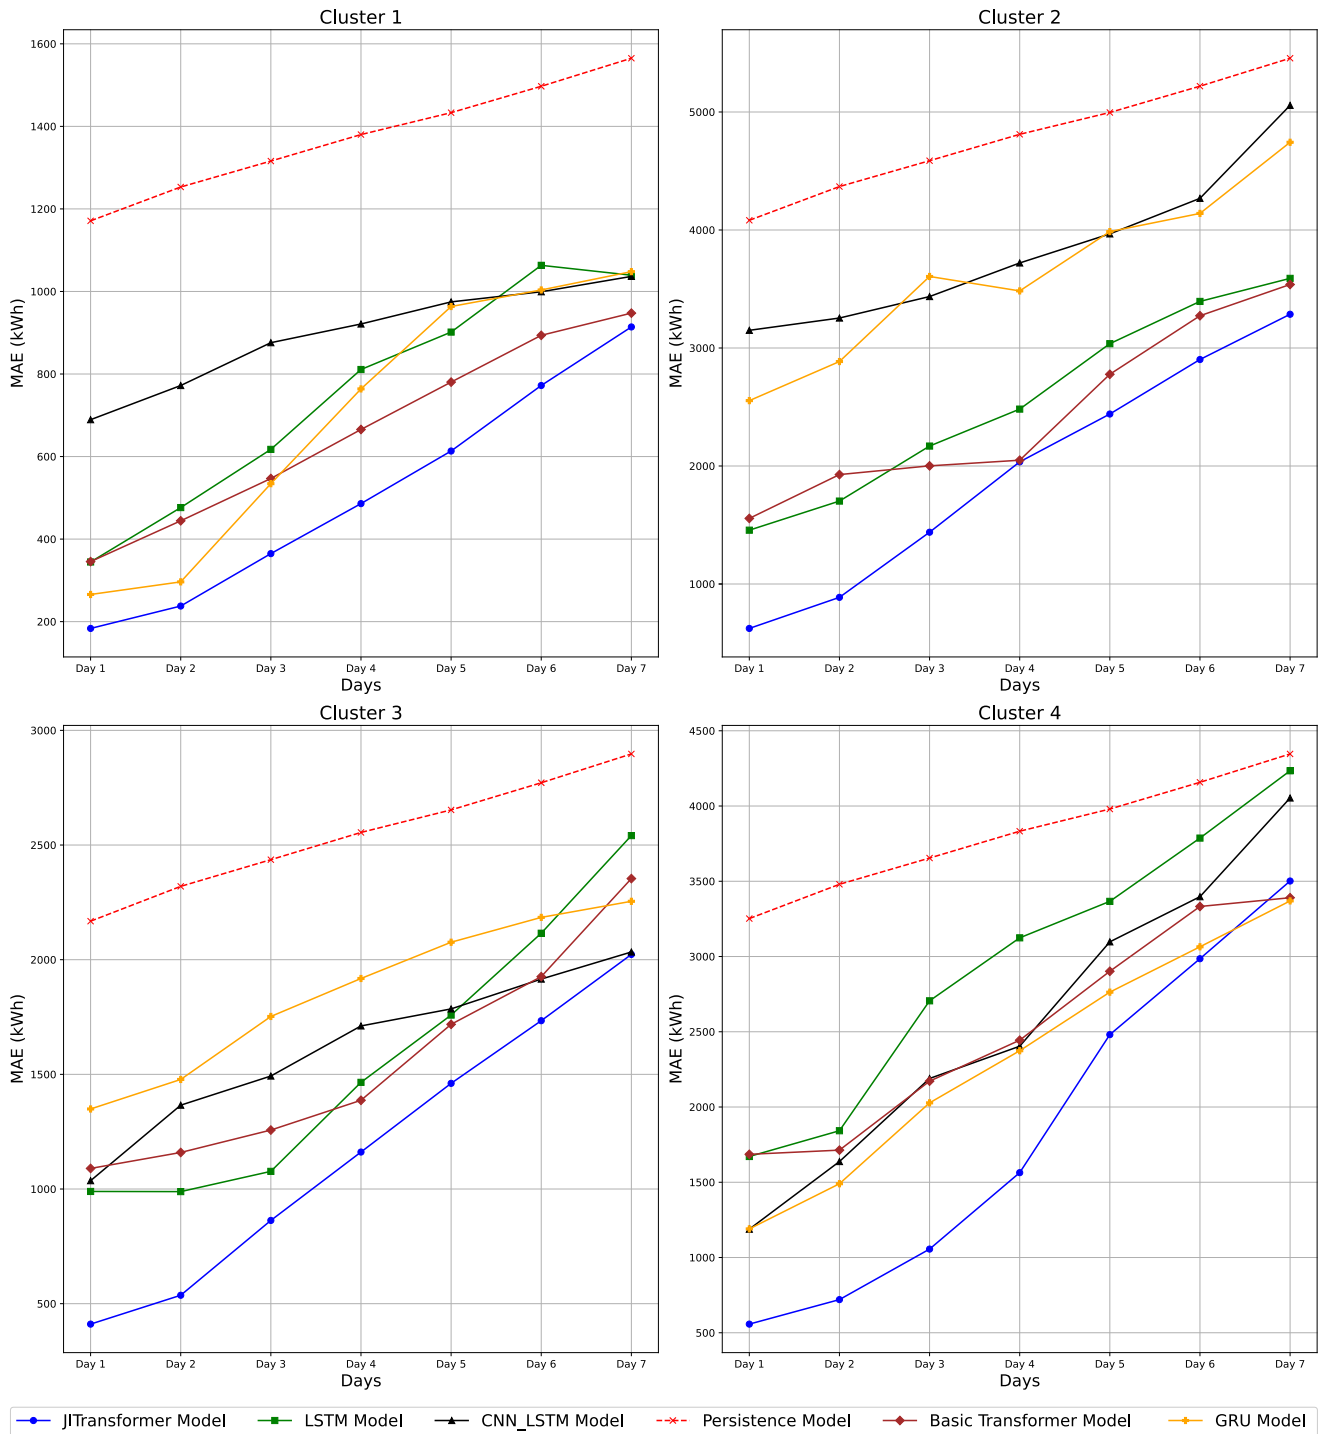 Cluster 1
1600
1400
1200
1000
800
600
400
200
MAE (kWh)
Day 1 Day 2 Day 3 Day 4 Day 5 Day 6 Day 7
Days
Cluster 2
5000
4000
3000
2000
1000
MAE (kWh)
Day 1 Day 2 Day 3 Day 4 Day 5 Day 6 Day 7
Days
Cluster 3
3000
2500
2000
1500
1000
500
MAE (kWh)
Day 1 Day 2 Day 3 Day 4 Day 5 Day 6 Day 7
Days
Cluster 4
4500
4000
3500
3000
2500
2000
1500
1000
500
MAE (kWh)
Day 1 Day 2 Day 3 Day 4 Day 5 Day 6 Day 7
Days
JITransformer Model LSTM Model CNN_LSTM Model Persistence Model Basic Transformer Model GRU Model